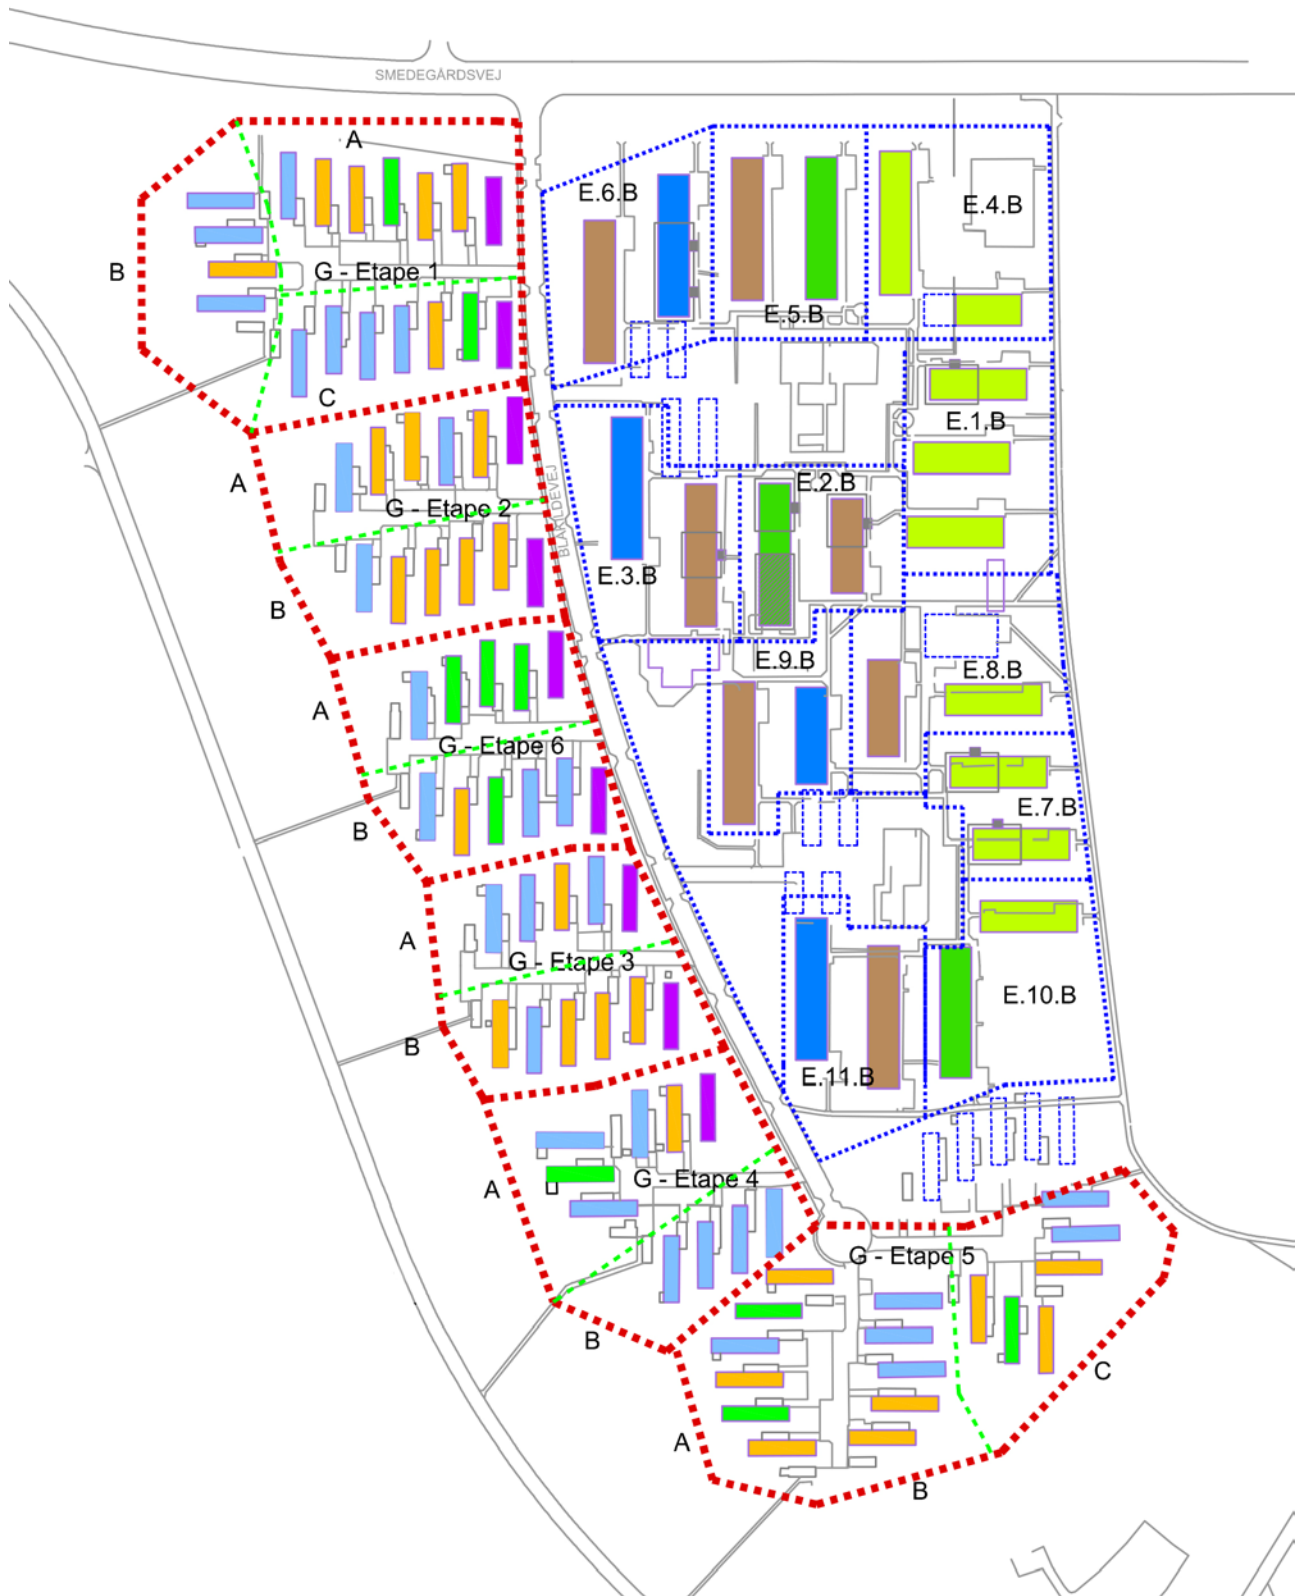 SMEDEGÅRDSVEJ
A
E.6.B
E.4.B
B
G - Etape 1
E.5.B
C
E.1.B
A
E.2.B
G - Etape 2
BLÅKILDEVEJ
E.3.B
B
E.9.B
E.8.B
A
G - Etape 6
B
E.7.B
A
G - Etape 3
E.10.B
B
E.11.B
A
G - Etape 4
G - Etape 5
B
C
A
B